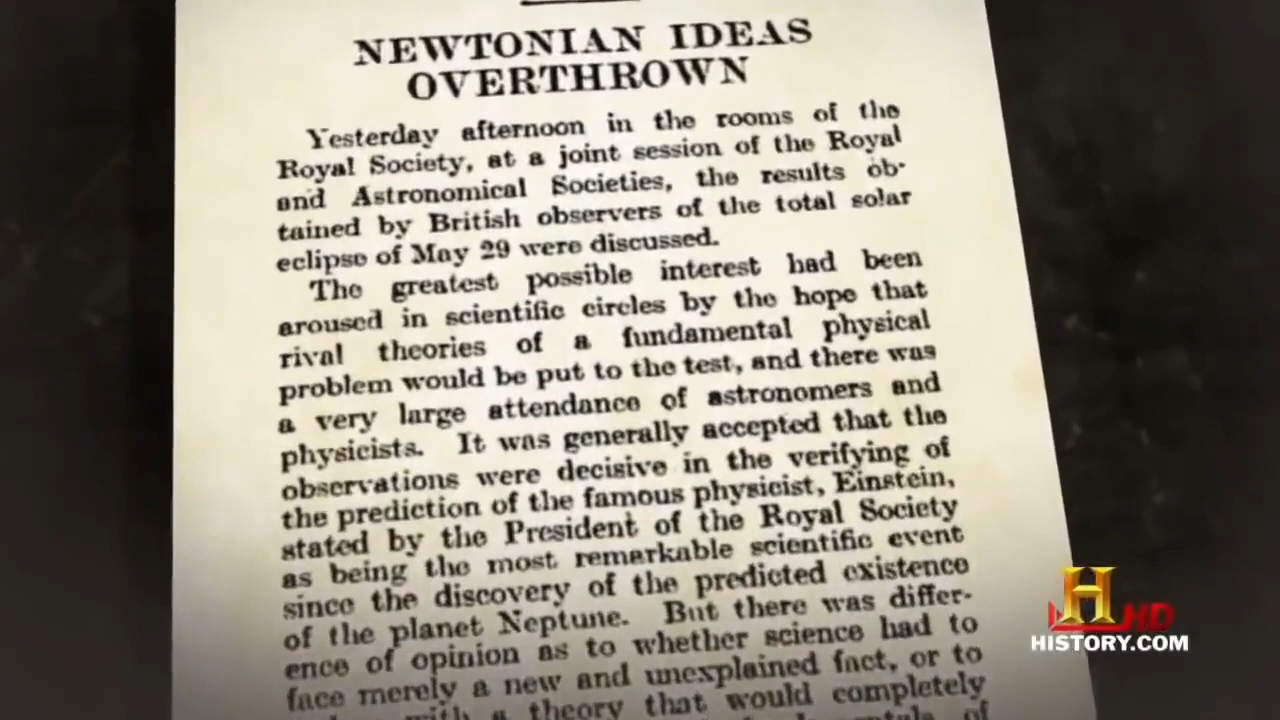 NEWTONIAN IDEAS
OVERTHROWN
Yesterday afternoon in the rooms of the
Royal Society, at a joint session of the Royal
and Astronomical Societies, the results ob-
tained by British observers of the total solar
eclipse of May 29 were discussed.
The greatest possible interest had been
aroused in scientific circles by the hope that
rival theories of a fundamental physical
problem would be put to the test, and there was
a very large attendance of astronomers and
physicists. It was generally accepted that the
observations were decisive in the verifying of
the prediction of the famous physicist, Einstein,
stated by the President of the Royal Society
as being the most remarkable scientific event
since the discovery of the predicted existence
of the planet Neptune. But there was differ-
ence of opinion as to whether science had to
face merely a new and unexplained fact, or to
with a theory that would completely
of
H HD
HISTORY.COM